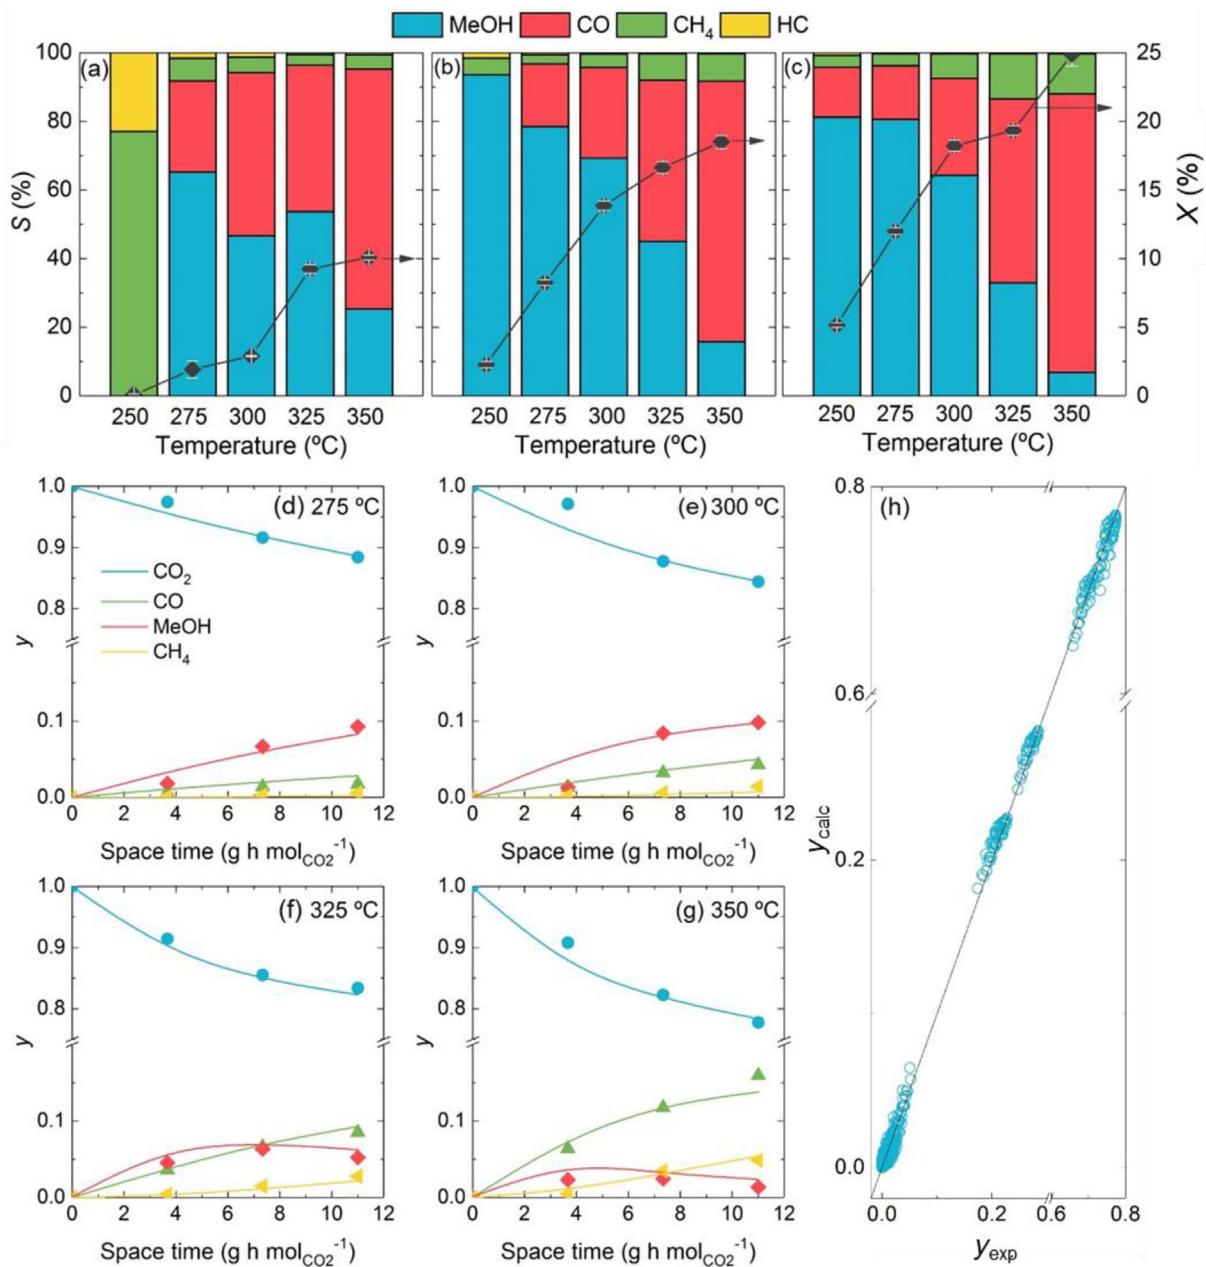 MeOH CO CH₄ HC
(a) (b) (c)
100 80 60 40 20 0
S (%)
25 20 15 10 5 0
X (%)
250 275 300 325 350 250 275 300 325 350 250 275 300 325 350
Temperature (ºC) Temperature (ºC) Temperature (ºC)
(d) 275 ºC
1.0 0.9 0.8 0.1 0.0
y
CO₂
CO
MeOH
CH₄
0 2 4 6 8 10 12
Space time (g h mol_CO2⁻¹)
(e) 300 ºC
1.0 0.9 0.8 0.1 0.0
y
0 2 4 6 8 10 12
Space time (g h mol_CO2⁻¹)
(f) 325 ºC
1.0 0.9 0.8 0.1 0.0
y
0 2 4 6 8 10 12
Space time (g h mol_CO2⁻¹)
(g) 350 ºC
1.0 0.9 0.8 0.1 0.0
y
0 2 4 6 8 10 12
Space time (g h mol_CO2⁻¹)
(h)
0.8 0.6 0.2 0.0
y_calc
0.0 0.2 0.6 0.8
y_exp